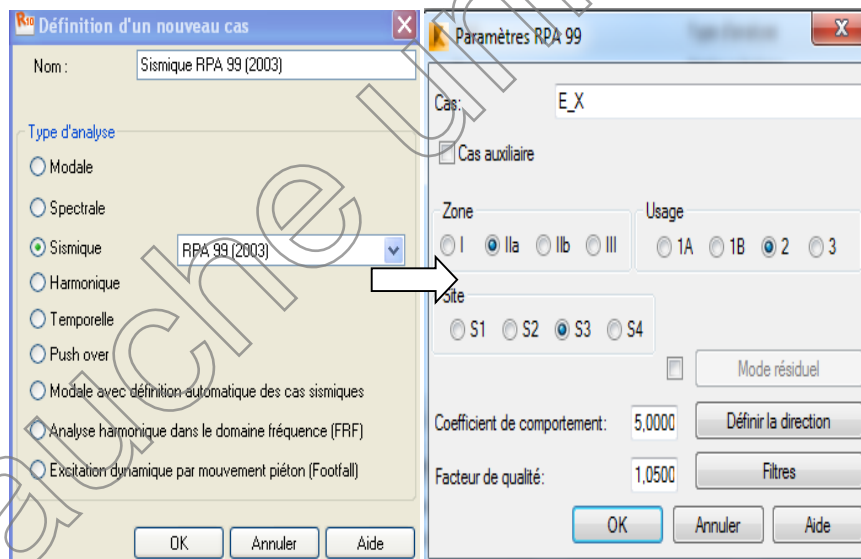 Définition d'un nouveau cas
Nom :
Sismique RPA 99 (2003)
Type d'analyse
Modale
Spectrale
Sismique
RPA 99 (2003)
Harmonique
Temporelle
Push over
Modale avec définition automatique des cas sismiques
Analyse harmonique dans le domaine fréquence (FRF)
Excitation dynamique par mouvement piéton (Footfall)
OK Annuler Aide
Paramètres RPA 99
Cas:
E_X
Cas auxiliaire
Zone
I IIa IIb III
Usage
1A 1B 2 3
Site
S1 S2 S3 S4
Mode résiduel
Coefficient de comportement: 5,0000 Définir la direction
Facteur de qualité: 1,0500 Filtres
OK Annuler Aide